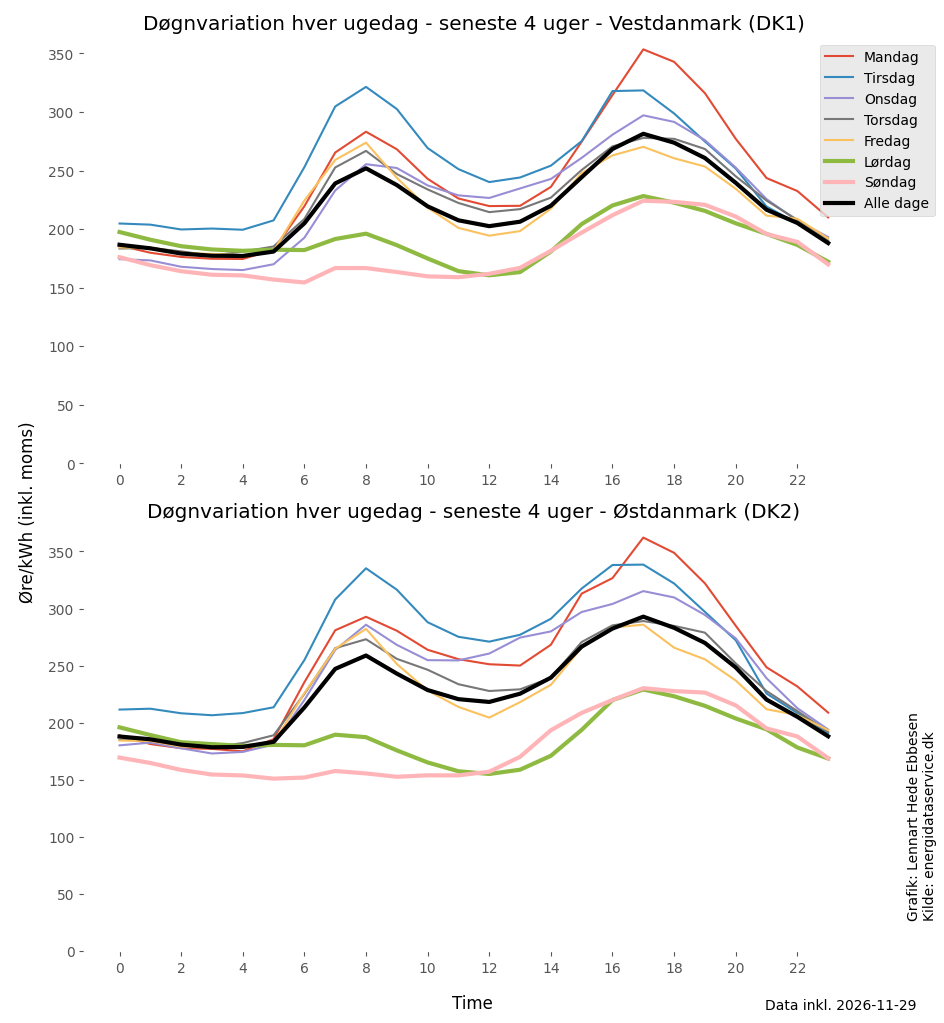 Døgnvariation hver ugedag - seneste 4 uger - Vestdanmark (DK1)
350
300
250
200
150
100
50
0
0 2 4 6 8 10 12 14 16 18 20 22
Mandag
Tirsdag
Onsdag
Torsdag
Fredag
Lørdag
Søndag
Alle dage
Øre/kWh (inkl. moms)
Døgnvariation hver ugedag - seneste 4 uger - Østdanmark (DK2)
350
300
250
200
150
100
50
0
0 2 4 6 8 10 12 14 16 18 20 22
Time
Grafik: Lennart Hede Ebbesen
Kilde: energidataservice.dk
Data inkl. 2026-11-29